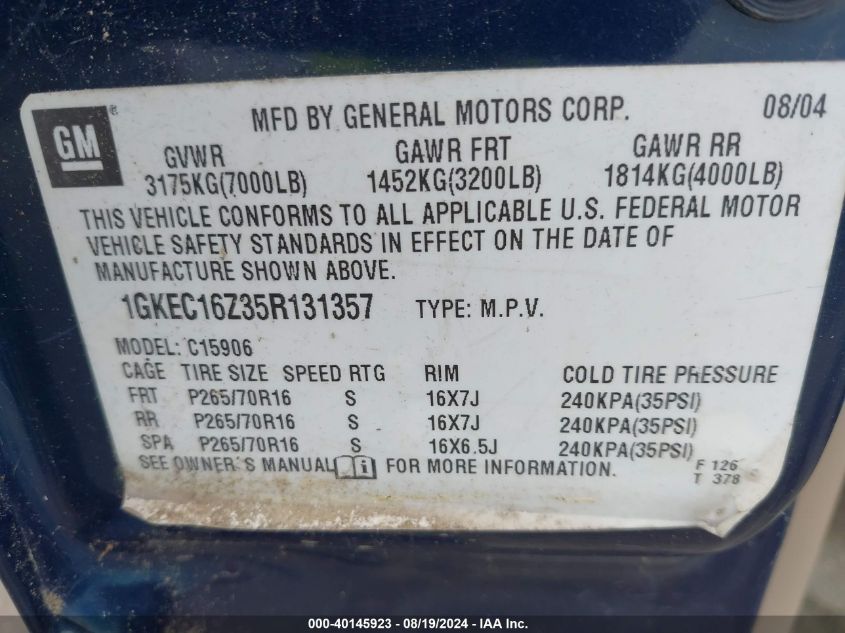 GM ®
MFD BY GENERAL MOTORS CORP. 08/04
GVWR GAWR FRT GAWR RR
3175KG(7000LB) 1452KG(3200LB) 1814KG(4000LB)
THIS VEHICLE CONFORMS TO ALL APPLICABLE U.S. FEDERAL MOTOR
VEHICLE SAFETY STANDARDS IN EFFECT ON THE DATE OF
MANUFACTURE SHOWN ABOVE.
1GKEC16Z35R131357 TYPE: M.P.V.
MODEL: C15906
CAGE TIRE SIZE SPEED RTG RIM COLD TIRE PRESSURE
FRT P265/70R16 S 16X7J 240KPA(35PSI)
RR P265/70R16 S 16X7J 240KPA(35PSI)
SPA P265/70R16 S 16X6.5J 240KPA(35PSI)
SEE OWNER'S MANUAL i FOR MORE INFORMATION.
F 126
T 378
000-40145923 - 08/19/2024 - IAA Inc.